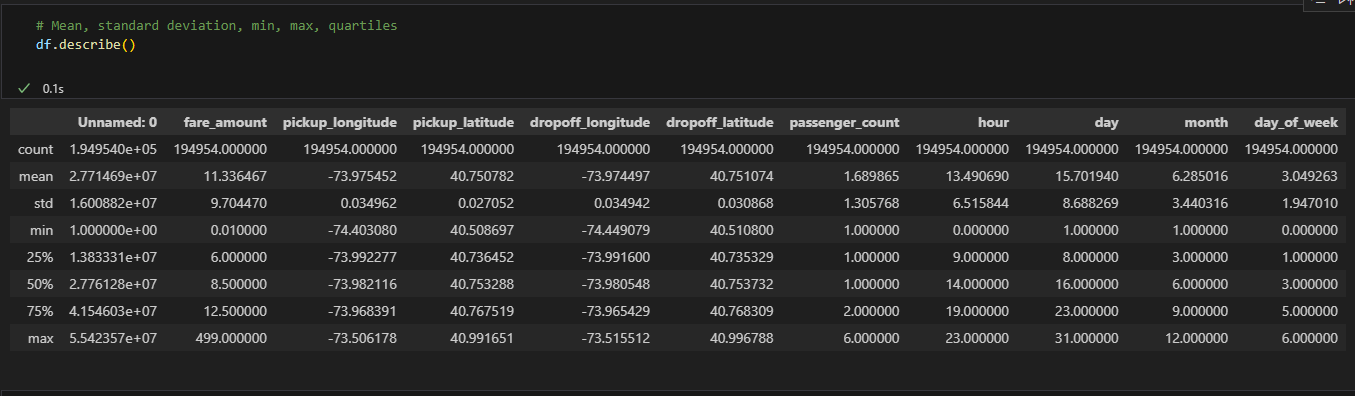 # Mean, standard deviation, min, max, quartiles
df.describe()
0.1s
Unnamed: 0 fare_amount pickup_longitude pickup_latitude dropoff_longitude dropoff_latitude passenger_count hour day month day_of_week
count 1.949540e+05 194954.000000 194954.000000 194954.000000 194954.000000 194954.000000 194954.000000 194954.000000 194954.000000 194954.000000 194954.000000
mean 2.771469e+07 11.336467 -73.975452 40.750782 -73.974497 40.751074 1.689865 13.490690 15.701940 6.285016 3.049263
std 1.600882e+07 9.704470 0.034962 0.027052 0.034942 0.030868 1.305768 6.515844 8.688269 3.440316 1.947010
min 1.000000e+00 0.010000 -74.403080 40.508697 -74.449079 40.510800 1.000000 0.000000 1.000000 1.000000 0.000000
25% 1.383331e+07 6.000000 -73.992277 40.736452 -73.991600 40.735329 1.000000 9.000000 8.000000 3.000000 1.000000
50% 2.776128e+07 8.500000 -73.982116 40.753288 -73.980548 40.753732 1.000000 14.000000 16.000000 6.000000 3.000000
75% 4.154603e+07 12.500000 -73.968391 40.767519 -73.965429 40.768309 2.000000 19.000000 23.000000 9.000000 5.000000
max 5.542357e+07 499.000000 -73.506178 40.991651 -73.515512 40.996788 6.000000 23.000000 31.000000 12.000000 6.000000